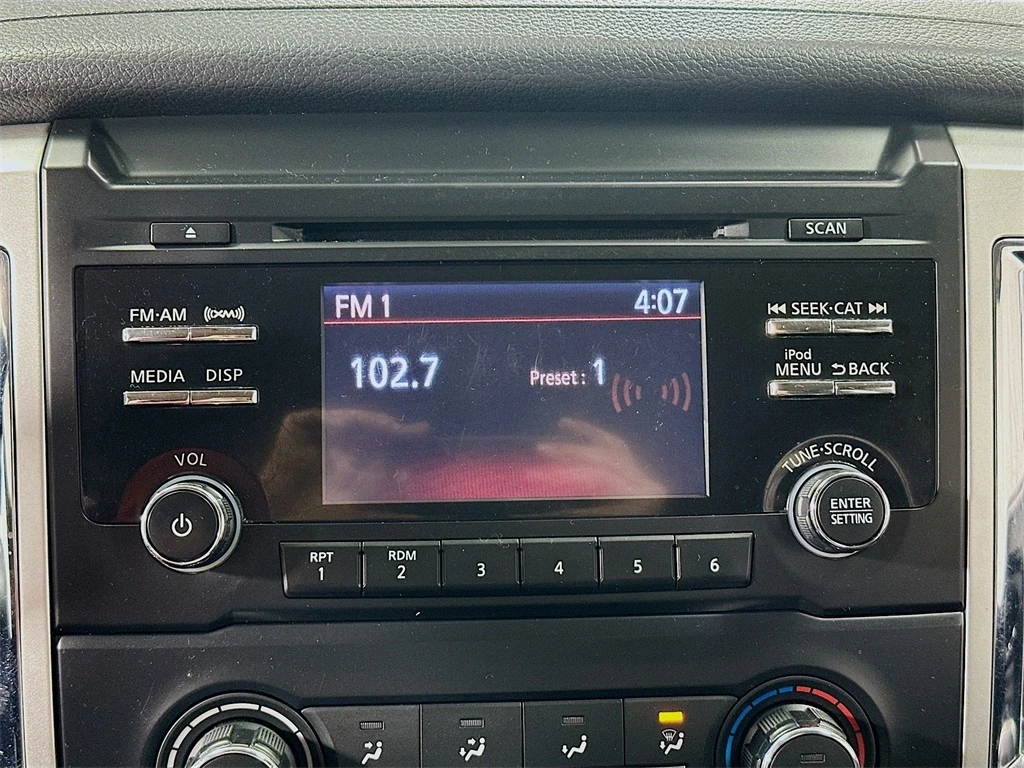 SCAN
FM·AM ((XM))
SEEK·CAT
FM 1 4:07
MEDIA DISP
iPod
MENU BACK
102.7 Preset : 1
VOL
TUNE·SCROLL
ENTER
SETTING
RPT
1
RDM
2
3
4
5
6